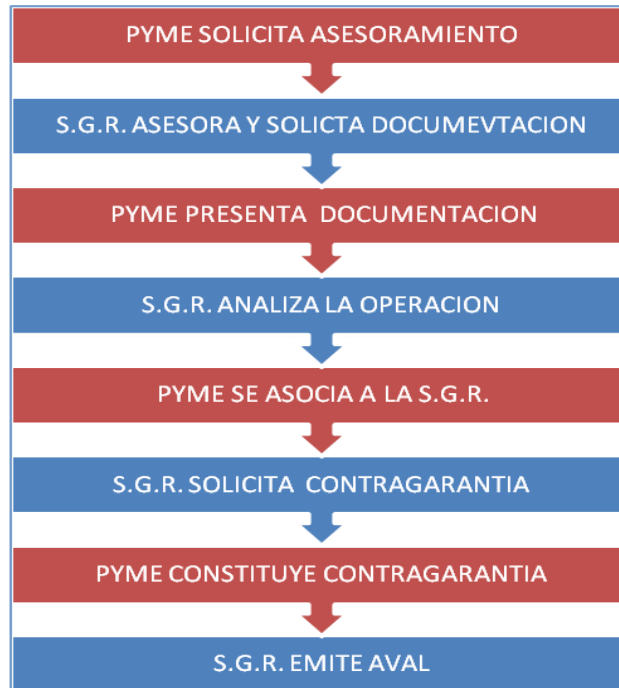 PYME SOLICITA ASESORAMIENTO
S.G.R. ASESORA Y SOLICTA DOCUMEVTACION
PYME PRESENTA DOCUMENTACION
S.G.R. ANALIZA LA OPERACION
PYME SE ASOCIA A LA S.G.R.
S.G.R. SOLICITA CONTRAGARANTIA
PYME CONSTITUYE CONTRAGARANTIA
S.G.R. EMITE AVAL